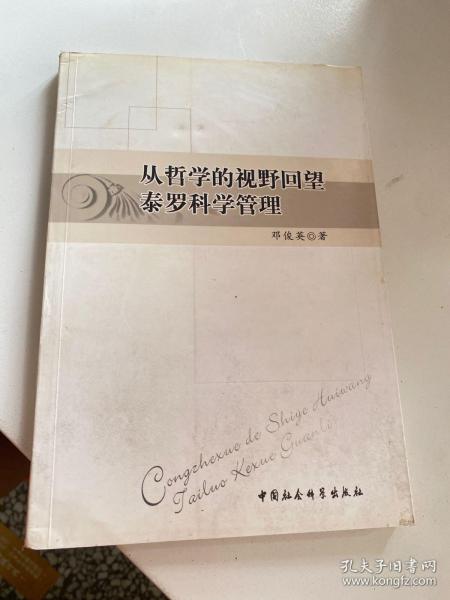 从哲学的视野回望
泰罗科学管理
邓俊英◎著
Congzhexue de Shiye Huiwang
Tailuo Kexue Guanli
中国社会科学出版社
孔夫子旧书网
www.kongfz.com